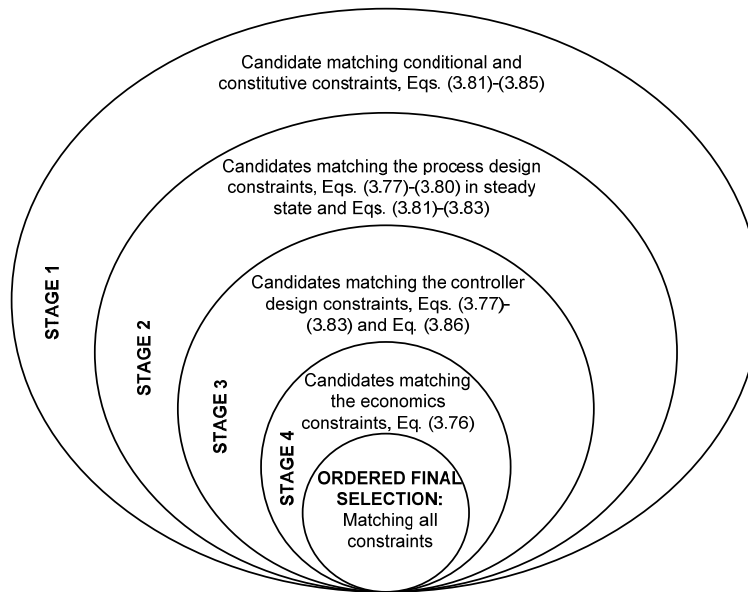 Candidate matching conditional and
constitutive constraints, Eqs. (3.81)-(3.85)
Candidates matching the process design
constraints, Eqs. (3.77)-(3.80) in steady
state and Eqs. (3.81)-(3.83)
Candidates matching the controller
design constraints, Eqs. (3.77)-
(3.83) and Eq. (3.86)
Candidates matching
the economics
constraints, Eq. (3.76)
ORDERED FINAL
SELECTION:
Matching all
constraints
STAGE 1
STAGE 2
STAGE 3
STAGE 4